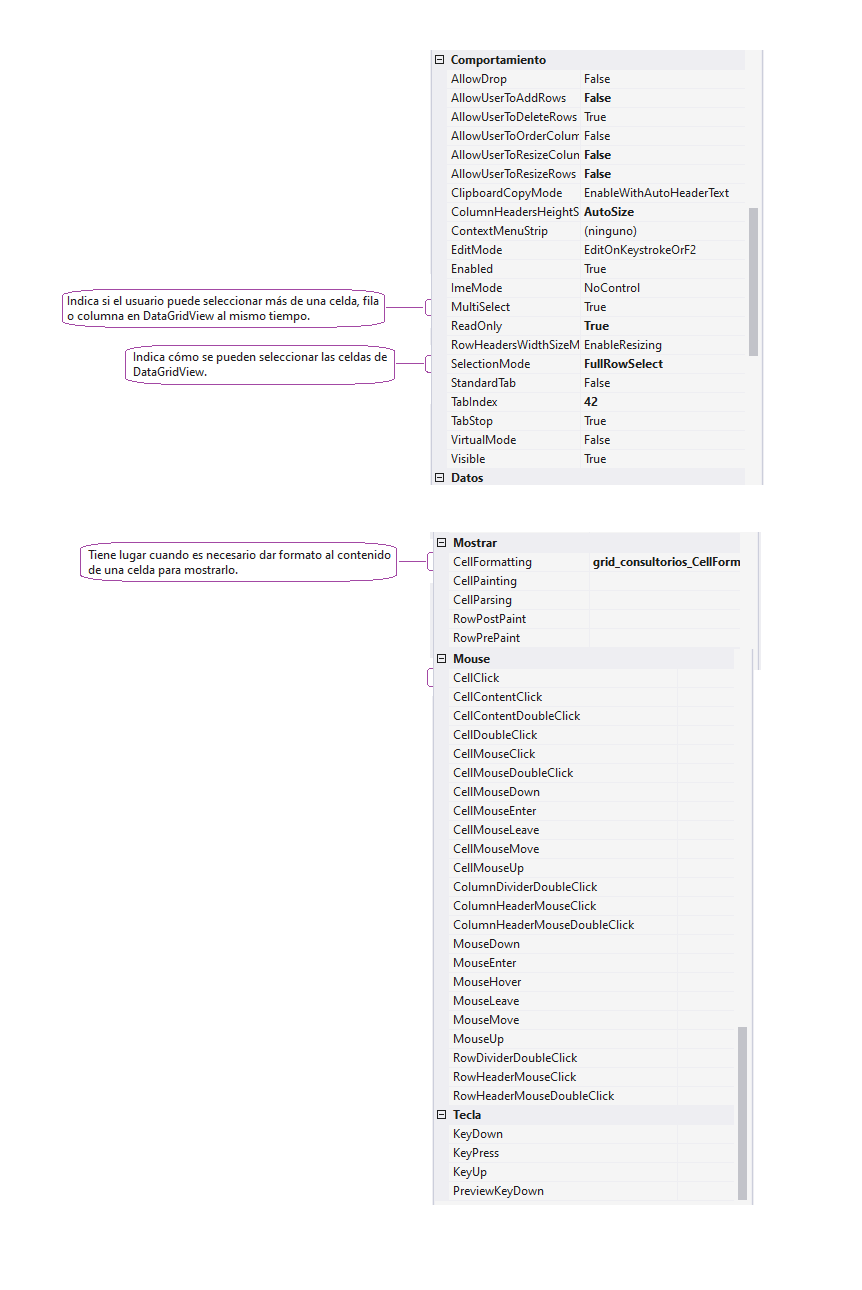 Comportamiento
AllowDrop False
AllowUserToAddRows False
AllowUserToDeleteRows True
AllowUserToOrderColum False
AllowUserToResizeColun False
AllowUserToResizeRows False
ClipboardCopyMode EnableWithAutoHeaderText
ColumnHeadersHeightS AutoSize
ContextMenuStrip (ninguno)
EditMode EditOnKeystrokeOrF2
Enabled True
ImeMode NoControl
Indica si el usuario puede seleccionar más de una celda, fila
o columna en DataGridView al mismo tiempo.
MultiSelect True
ReadOnly True
RowHeadersWidthSizeM EnableResizing
Indica cómo se pueden seleccionar las celdas de
DataGridView.
SelectionMode FullRowSelect
StandardTab False
TabIndex 42
TabStop True
VirtualMode False
Visible True
Datos
Mostrar
Tiene lugar cuando es necesario dar formato al contenido
de una celda para mostrarlo.
CellFormatting grid_consultorios_CellForm
CellPainting
CellParsing
RowPostPaint
RowPrePaint
Mouse
CellClick
CellContentClick
CellContentDoubleClick
CellDoubleClick
CellMouseClick
CellMouseDoubleClick
CellMouseDown
CellMouseEnter
CellMouseLeave
CellMouseMove
CellMouseUp
ColumnDividerDoubleClick
ColumnHeaderMouseClick
ColumnHeaderMouseDoubleClick
MouseDown
MouseEnter
MouseHover
MouseLeave
MouseMove
MouseUp
RowDividerDoubleClick
RowHeaderMouseClick
RowHeaderMouseDoubleClick
Tecla
KeyDown
KeyPress
KeyUp
PreviewKeyDown